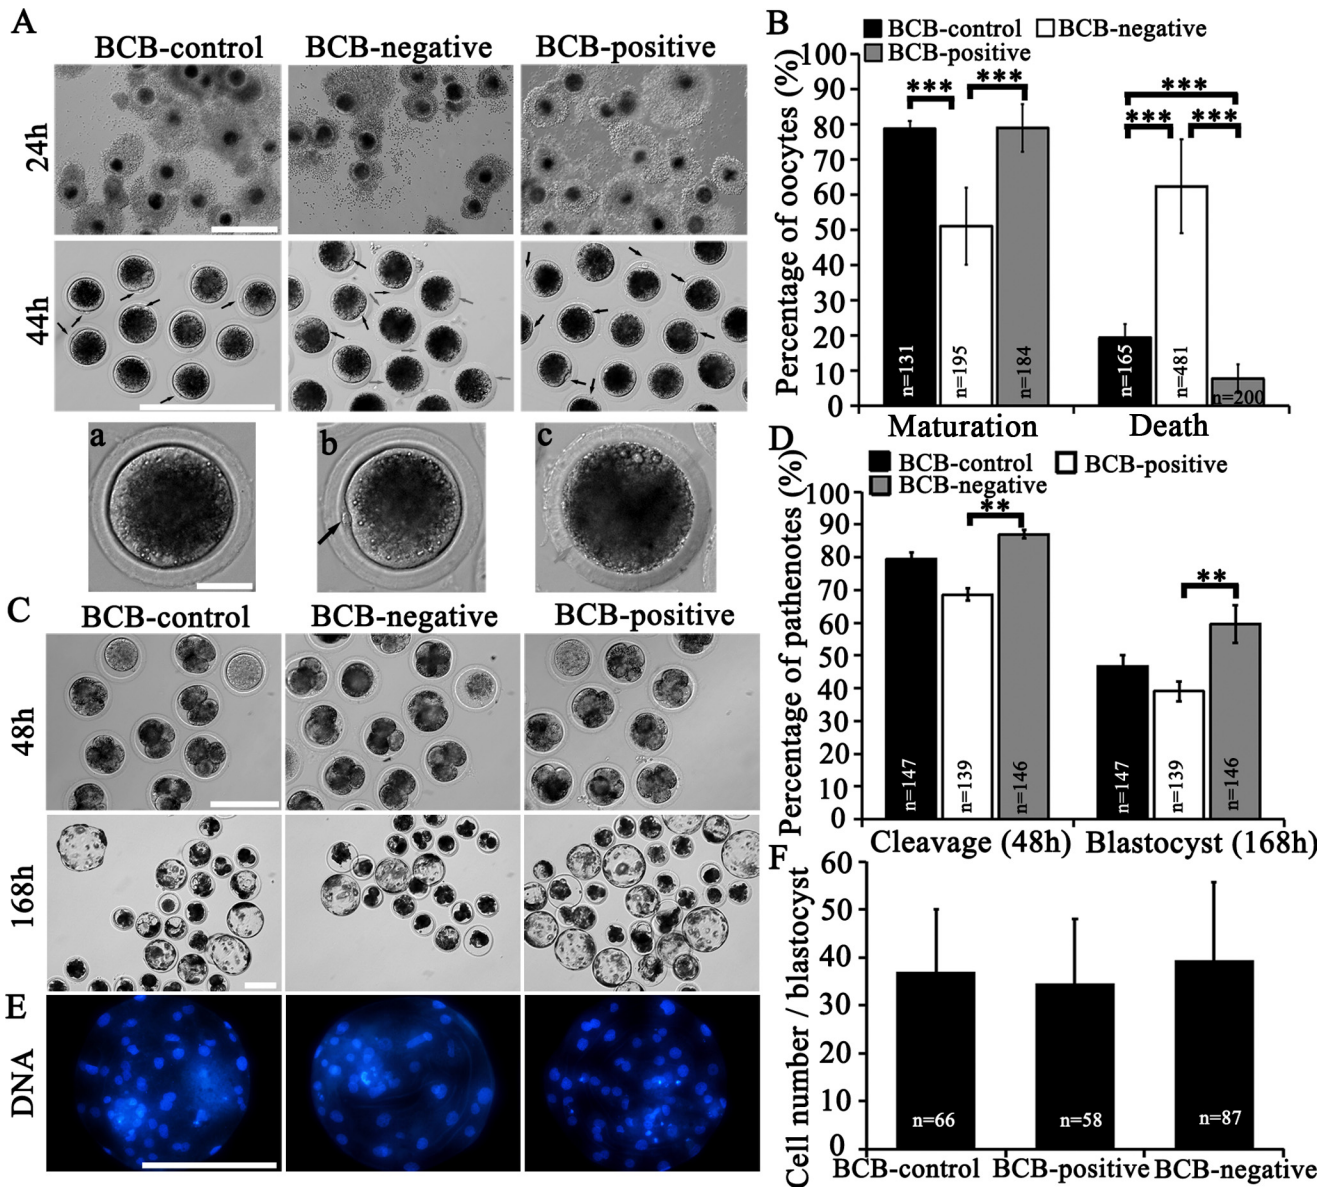 A
BCB-control
BCB-negative
BCB-positive
24h
44h
a
b
c
B
BCB-control
BCB-negative
BCB-positive
Percentage of oocytes (%)
100
90
80
70
60
50
40
30
20
10
0
***
***
***
***
***
n=131
n=195
n=184
n=165
n=481
n=200
Maturation
Death
C
BCB-control
BCB-negative
BCB-positive
48h
168h
D
BCB-control
BCB-positive
BCB-negative
Percentage of pathenotes (%)
100
90
80
70
60
50
40
30
20
10
0
**
**
n=147
n=139
n=146
n=147
n=139
n=146
Cleavage (48h)
Blastocyst (168h)
E
DNA
F
Cell number / blastocyst
60
50
40
30
20
10
0
n=66
n=58
n=87
BCB-control
BCB-positive
BCB-negative